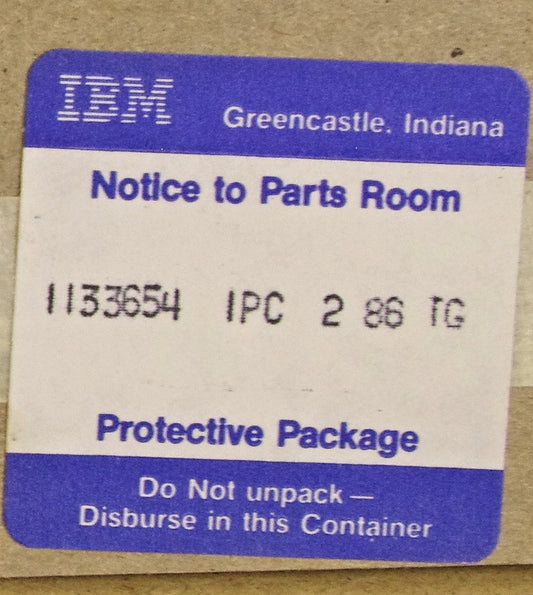 IBM Greencastle, Indiana
Notice to Parts Room
1133654 1PC 2 86 TG
Protective Package
Do Not unpack —
Disburse in this Container